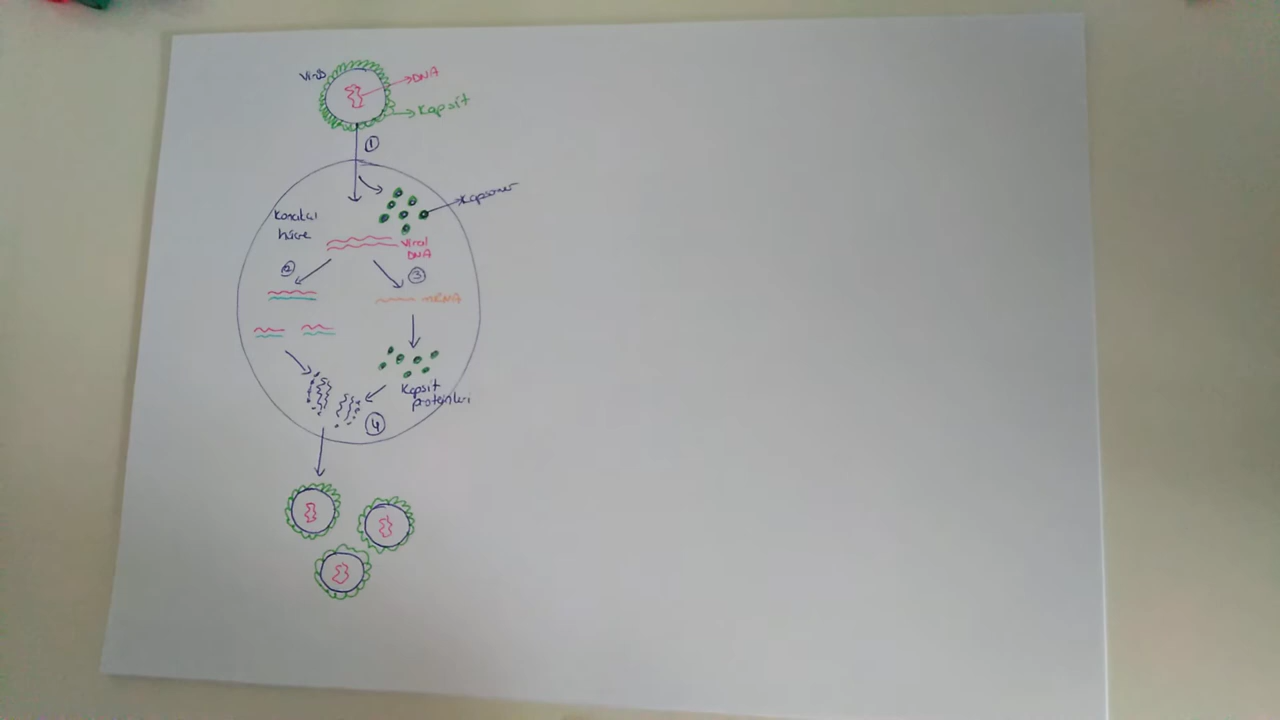 Virüs
DNA
Kapsit
1
Kapsomer
Konakçı
hücre
Viral
DNA
2
3
mRNA
Kapsit
proteinleri
4